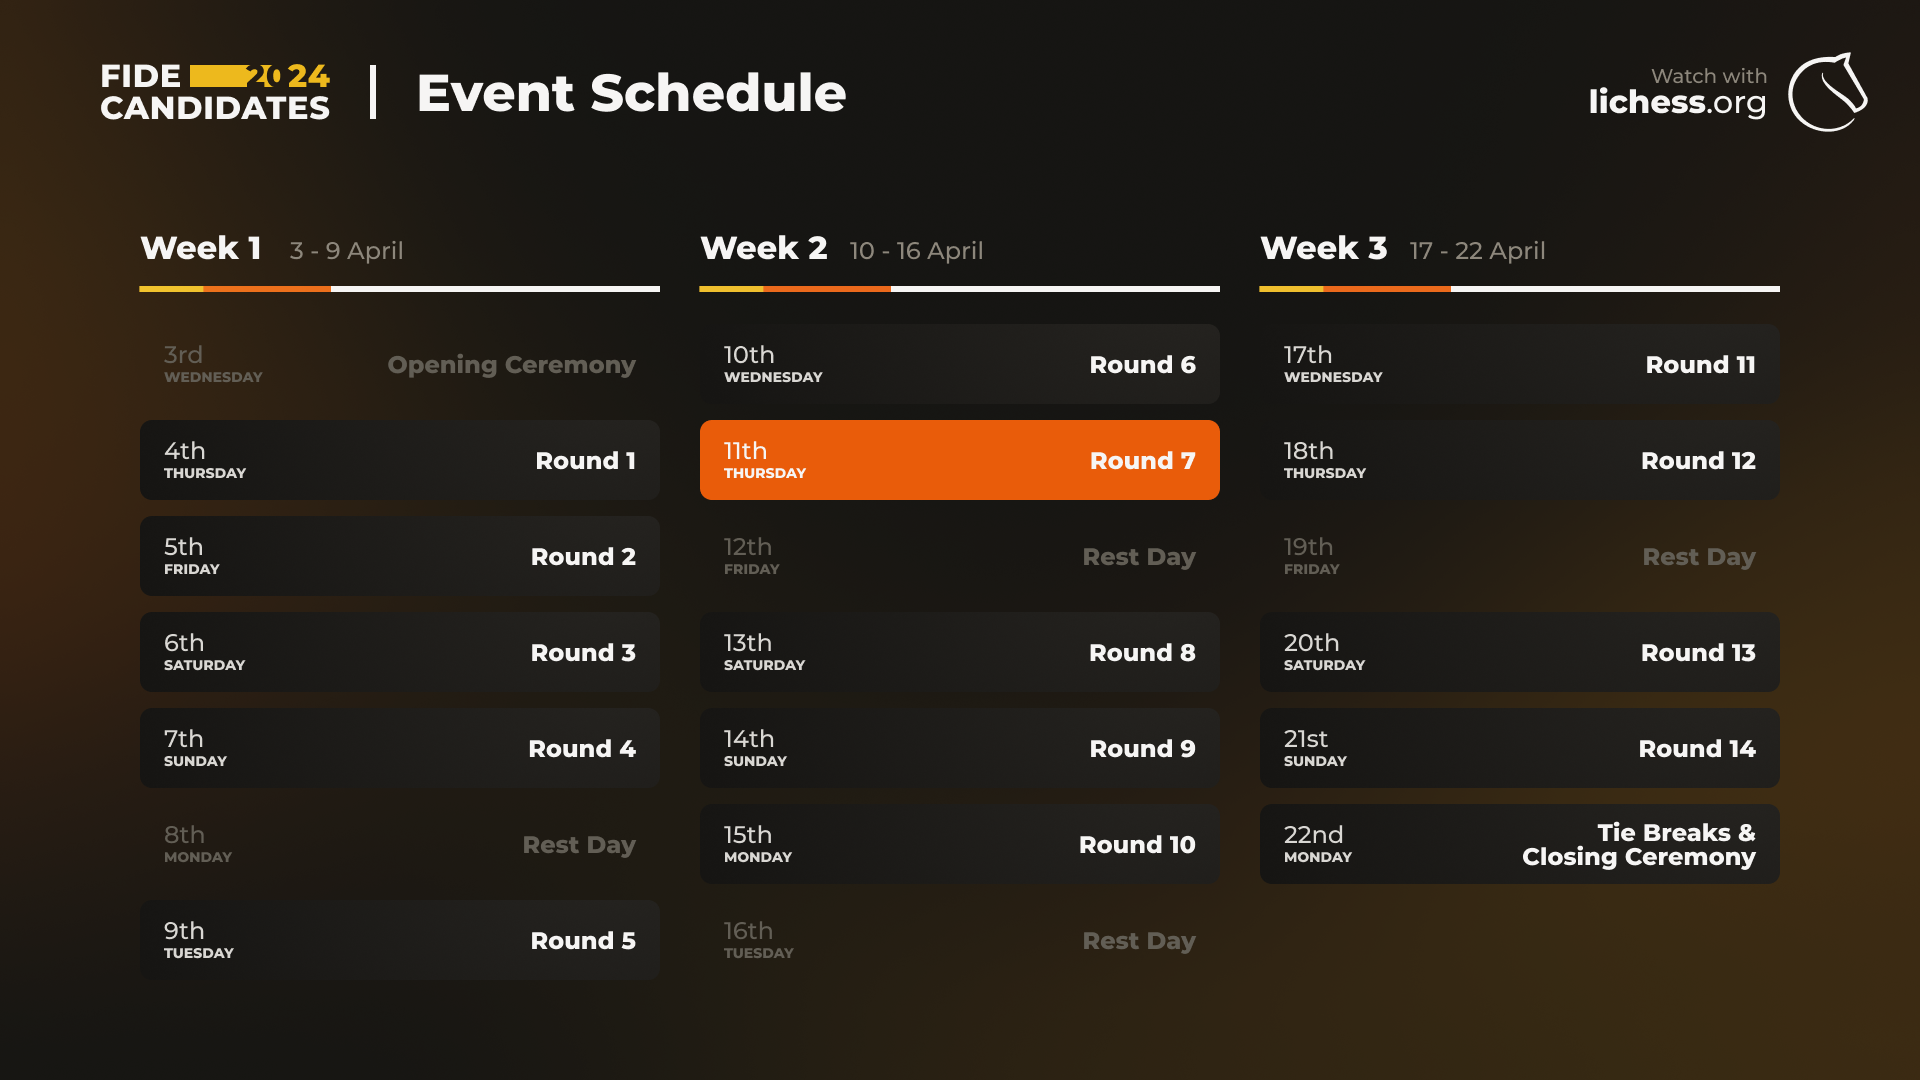 FIDE 2024
CANDIDATES
Event Schedule
Watch with
lichess.org
Week 1 3 - 9 April
3rd
WEDNESDAY
Opening Ceremony
4th
THURSDAY
Round 1
5th
FRIDAY
Round 2
6th
SATURDAY
Round 3
7th
SUNDAY
Round 4
8th
MONDAY
Rest Day
9th
TUESDAY
Round 5
Week 2 10 - 16 April
10th
WEDNESDAY
Round 6
11th
THURSDAY
Round 7
12th
FRIDAY
Rest Day
13th
SATURDAY
Round 8
14th
SUNDAY
Round 9
15th
MONDAY
Round 10
16th
TUESDAY
Rest Day
Week 3 17 - 22 April
17th
WEDNESDAY
Round 11
18th
THURSDAY
Round 12
19th
FRIDAY
Rest Day
20th
SATURDAY
Round 13
21st
SUNDAY
Round 14
22nd
MONDAY
Tie Breaks &
Closing Ceremony